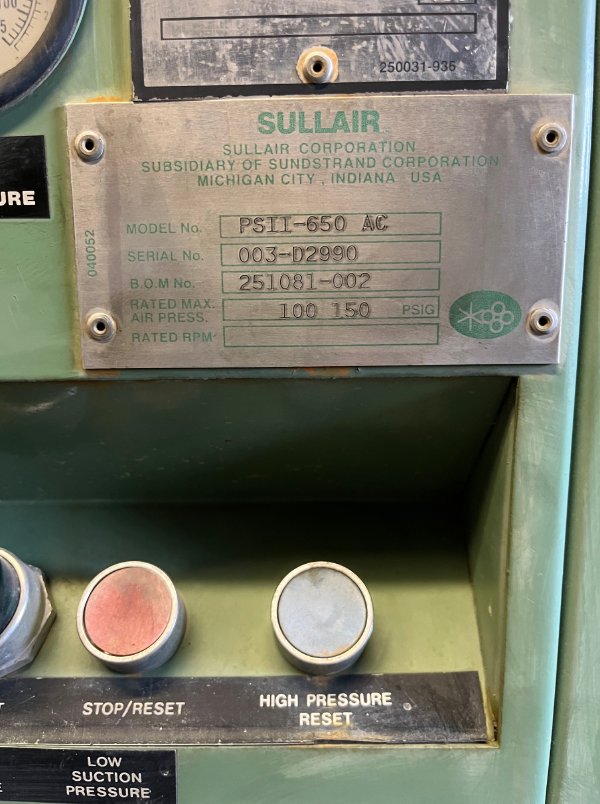 100
5
250031-935
SULLAIR
SULLAIR CORPORATION
SUBSIDIARY OF SUNDSTRAND CORPORATION
MICHIGAN CITY, INDIANA USA
MODEL No. PSII-650 AC
SERIAL No. 003-D2990
B.O.M No. 251081-002
RATED MAX. AIR PRESS. 100 150 PSIG
RATED RPM
040052
URE
T STOP/RESET
HIGH PRESSURE
RESET
E
LOW
SUCTION
PRESSURE